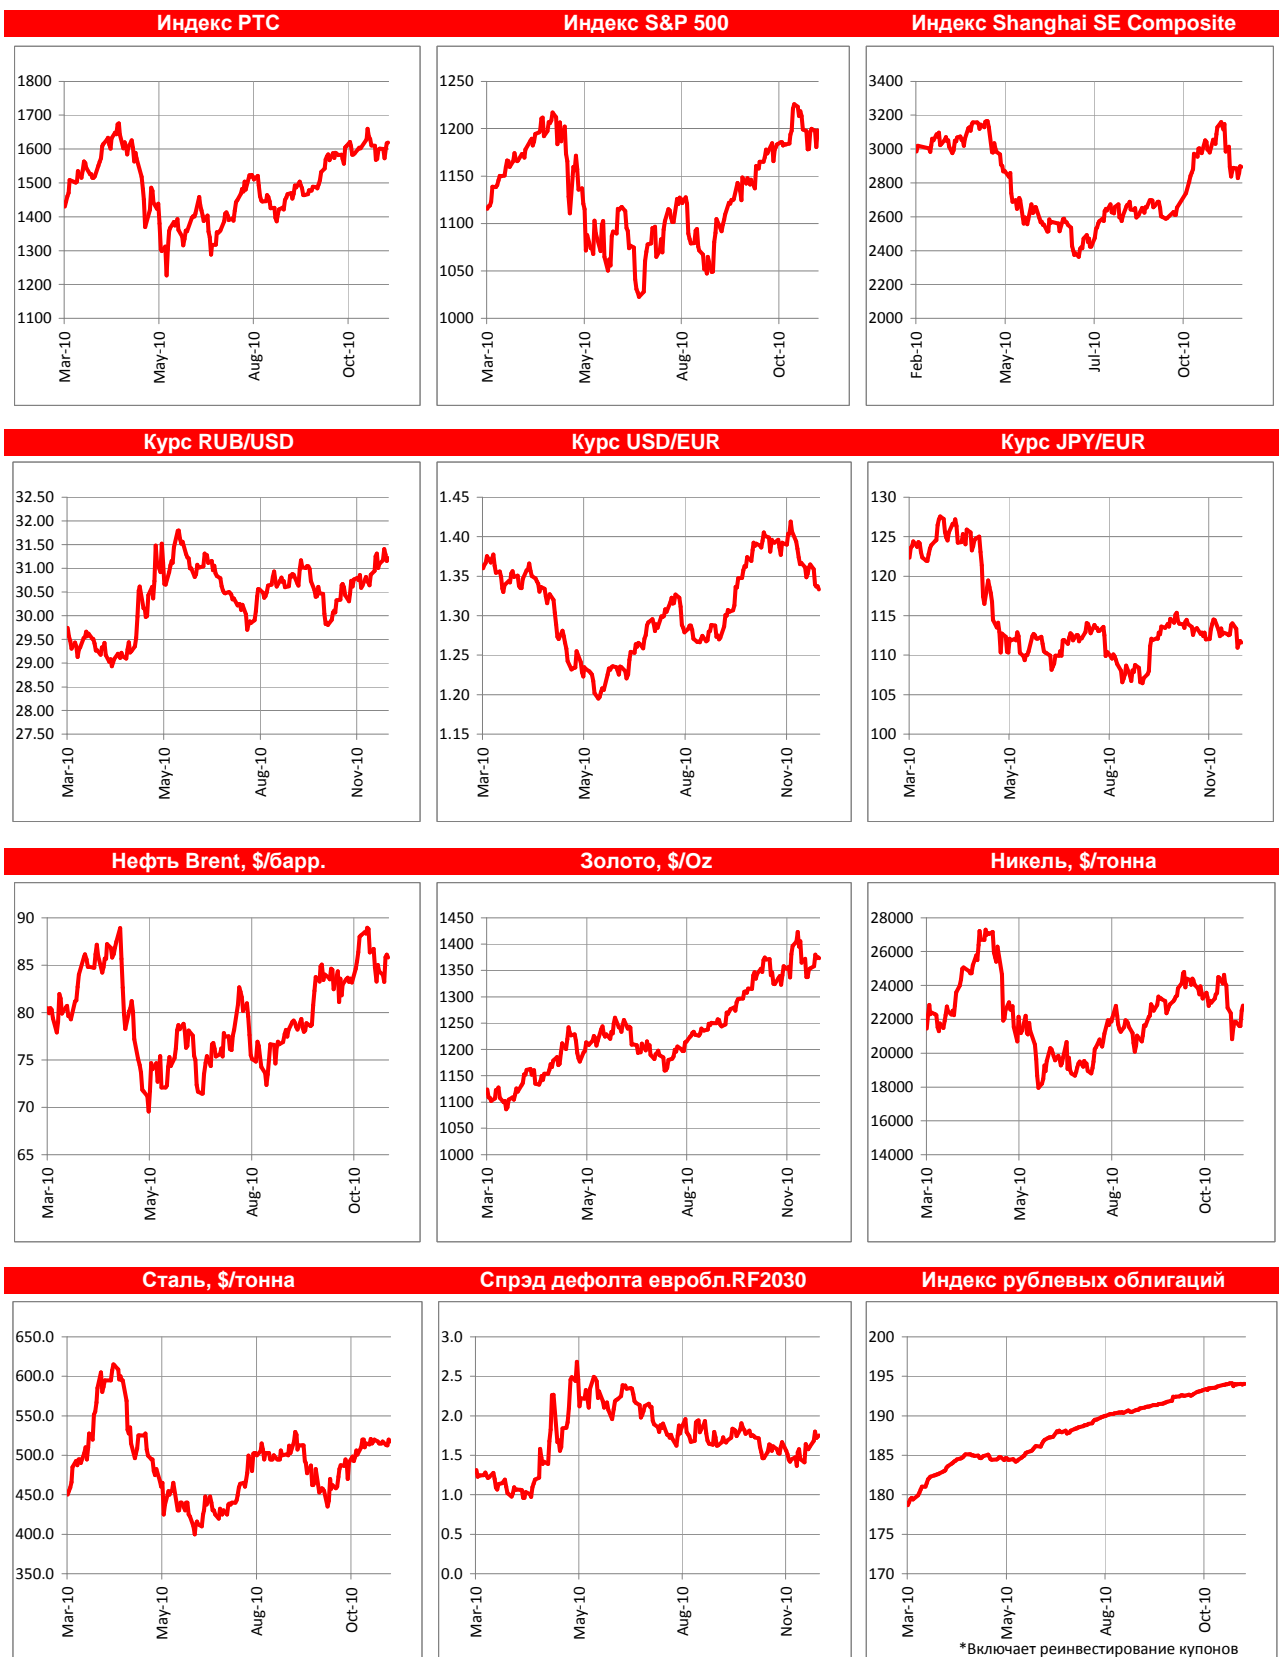 Индекс РТС
Индекс S&P 500
Индекс Shanghai SE Composite
1800
1700
1600
1500
1400
1300
1200
1100
Mar-10
May-10
Aug-10
Oct-10
1250
1200
1150
1100
1050
1000
Mar-10
May-10
Aug-10
Oct-10
3400
3200
3000
2800
2600
2400
2200
2000
Feb-10
May-10
Jul-10
Oct-10
Курс RUB/USD
Курс USD/EUR
Курс JPY/EUR
32.50
32.00
31.50
31.00
30.50
30.00
29.50
29.00
28.50
28.00
27.50
Mar-10
May-10
Aug-10
Nov-10
1.45
1.40
1.35
1.30
1.25
1.20
1.15
Mar-10
May-10
Aug-10
Nov-10
130
125
120
115
110
105
100
Mar-10
May-10
Aug-10
Nov-10
Нефть Brent, $/барр.
Золото, $/Oz
Никель, $/тонна
90
85
80
75
70
65
Mar-10
May-10
Aug-10
Oct-10
1450
1400
1350
1300
1250
1200
1150
1100
1050
1000
Mar-10
May-10
Aug-10
Nov-10
28000
26000
24000
22000
20000
18000
16000
14000
Mar-10
May-10
Aug-10
Oct-10
Сталь, $/тонна
Спрэд дефолта евробл.RF2030
Индекс рублевых облигаций
650.0
600.0
550.0
500.0
450.0
400.0
350.0
Mar-10
May-10
Aug-10
Oct-10
3.0
2.5
2.0
1.5
1.0
0.5
0.0
Mar-10
May-10
Aug-10
Nov-10
200
195
190
185
180
175
170
Mar-10
May-10
Aug-10
Oct-10
*Включает реинвестирование купонов